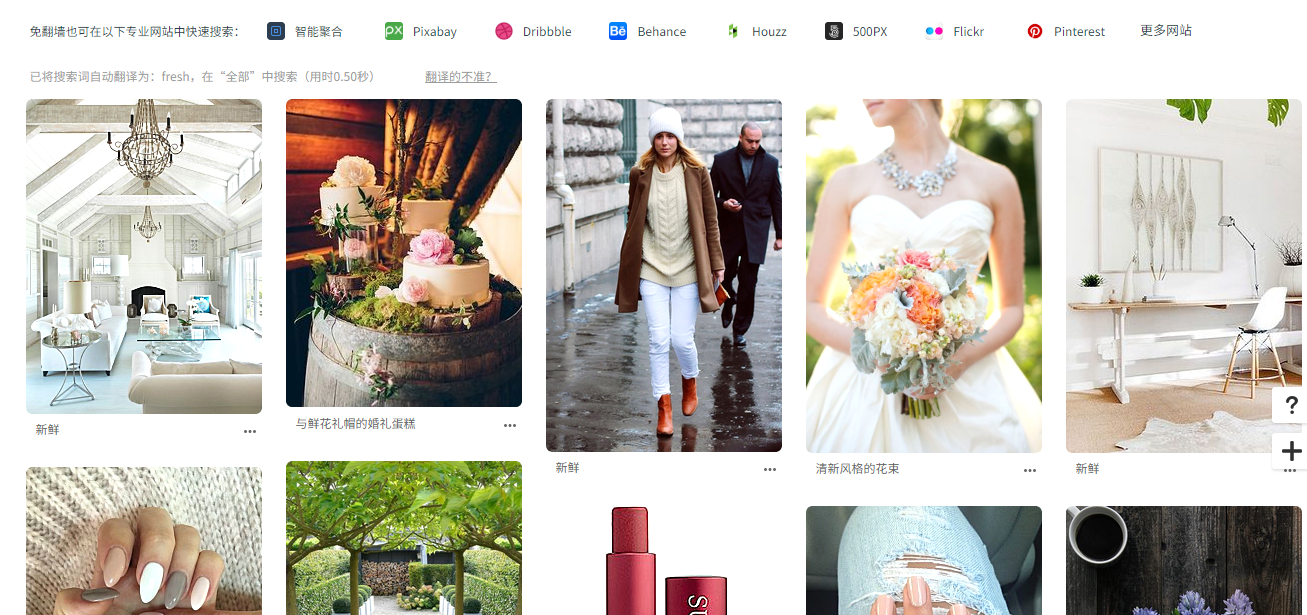 免翻墙也可在以下专业网站中快速搜索： 智能聚合 Pixabay Dribbble Behance Houzz 500PX Flickr Pinterest 更多网站
已将搜索词自动翻译为：fresh，在“全部”中搜索（用时0.50秒） 翻译的不准？
新鲜
与鲜花礼帽的婚礼蛋糕
新鲜
清新风格的花束
新鲜
?
+
SU